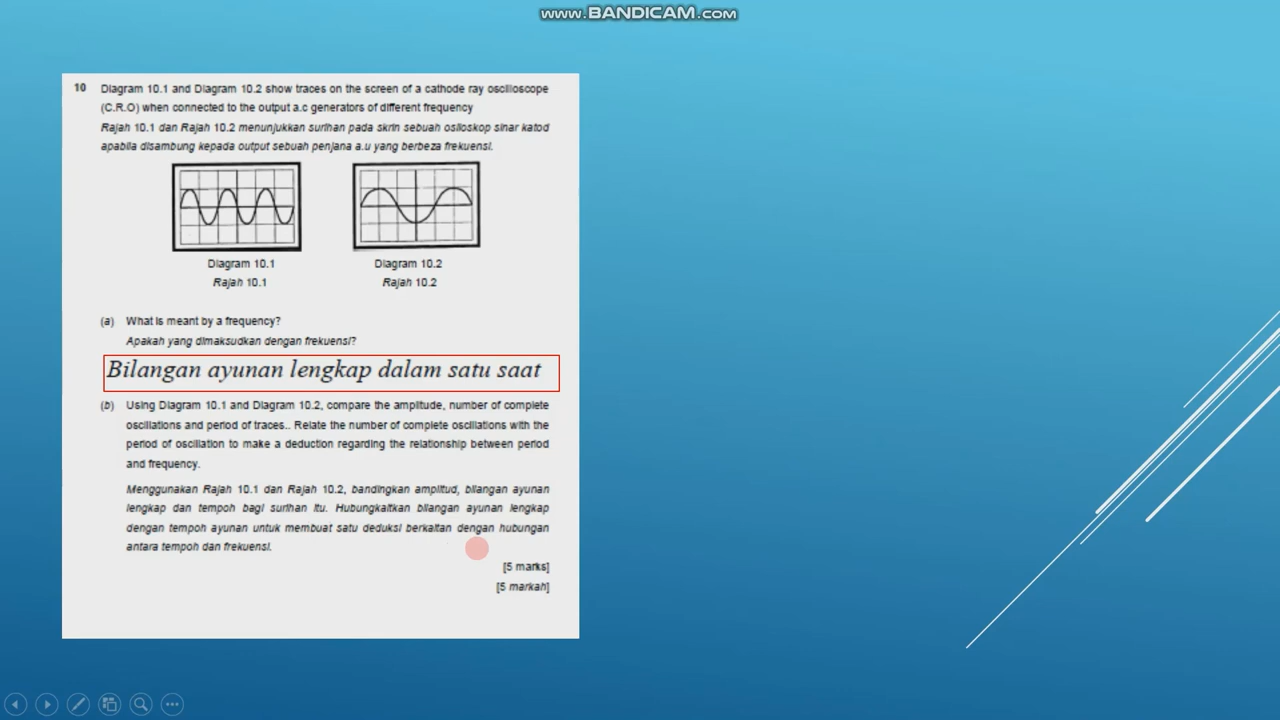 www.BANDICAM.com
10 Diagram 10.1 and Diagram 10.2 show traces on the screen of a cathode ray oscilloscope
(C.R.O) when connected to the output a.c generators of different frequency
Rajah 10.1 dan Rajah 10.2 menunjukkan surihan pada skrin sebuah osiloskop sinar katod
apabila disambung kepada output sebuah penjana a.u yang berbeza frekuensi.
Diagram 10.1 Diagram 10.2
Rajah 10.1 Rajah 10.2
(a) What is meant by a frequency?
Apakah yang dimaksudkan dengan frekuensi?
Bilangan ayunan lengkap dalam satu saat
(b) Using Diagram 10.1 and Diagram 10.2, compare the amplitude, number of complete
oscillations and period of traces.. Relate the number of complete oscillations with the
period of oscillation to make a deduction regarding the relationship between period
and frequency.
Menggunakan Rajah 10.1 dan Rajah 10.2, bandingkan amplitud, bilangan ayunan
lengkap dan tempoh bagi surihan itu. Hubungkaitkan bilangan ayunan lengkap
dengan tempoh ayunan untuk membuat satu deduksi berkaitan dengan hubungan
antara tempoh dan frekuensi.
[5 marks]
[5 markah]